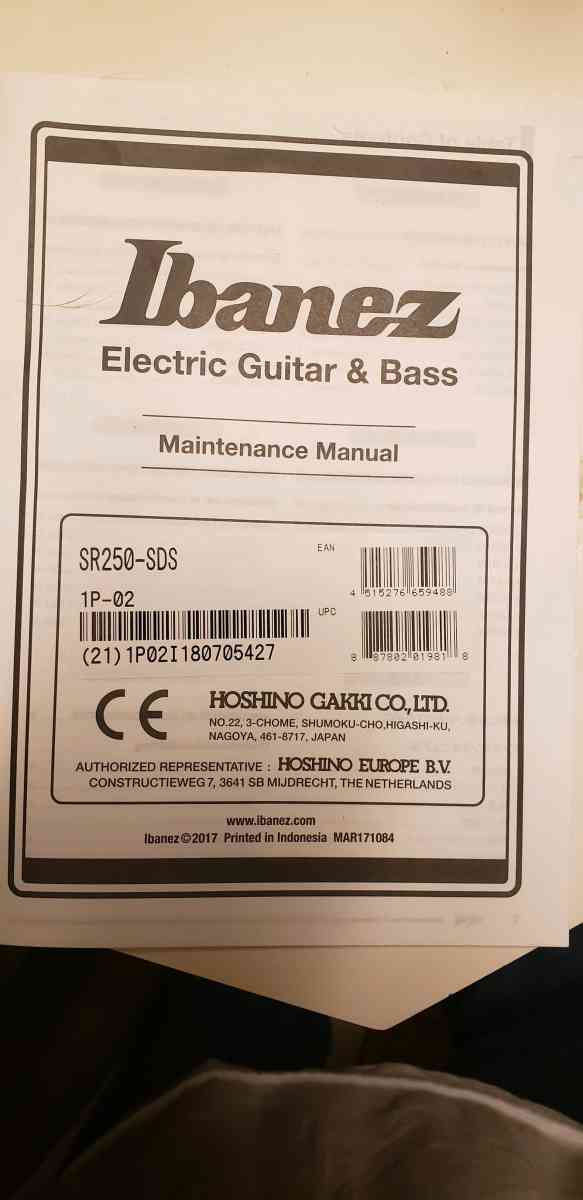 Ibanez
Electric Guitar & Bass
Maintenance Manual
SR250-SDS
1P-02
(21)1P02I180705427
EAN
4 515276 659488
UPC
8 87802 01981 8
CE
HOSHINO GAKKI CO., LTD.
NO.22, 3-CHOME, SHUMOKU-CHO,HIGASHI-KU,
NAGOYA, 461-8717, JAPAN
AUTHORIZED REPRESENTATIVE : HOSHINO EUROPE B.V.
CONSTRUCTIEWEG 7, 3641 SB MIJDRECHT, THE NETHERLANDS
www.ibanez.com
Ibanez©2017 Printed in Indonesia MAR171084